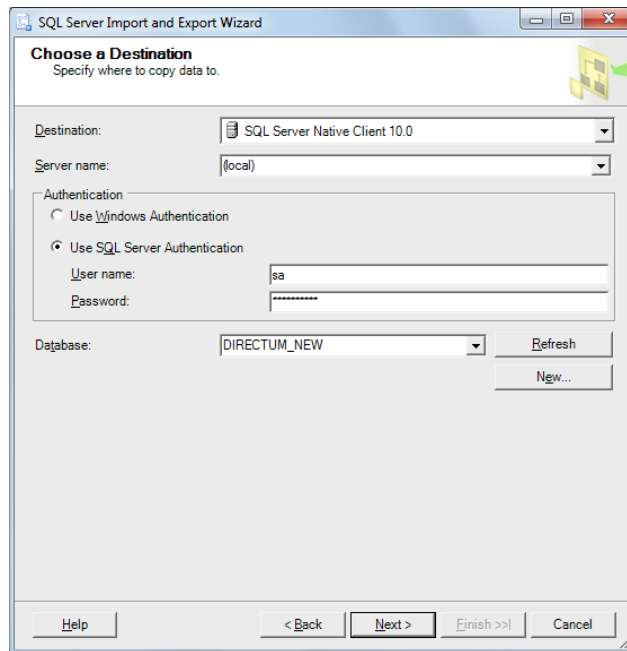 SQL Server Import and Export Wizard
Choose a Destination
Specify where to copy data to.
Destination: SQL Server Native Client 10.0
Server name: (local)
Authentication
Use Windows Authentication
Use SQL Server Authentication
User name: sa
Password: **********
Database: DIRECTUM_NEW Refresh
New...
Help < Back Next > Finish >>| Cancel